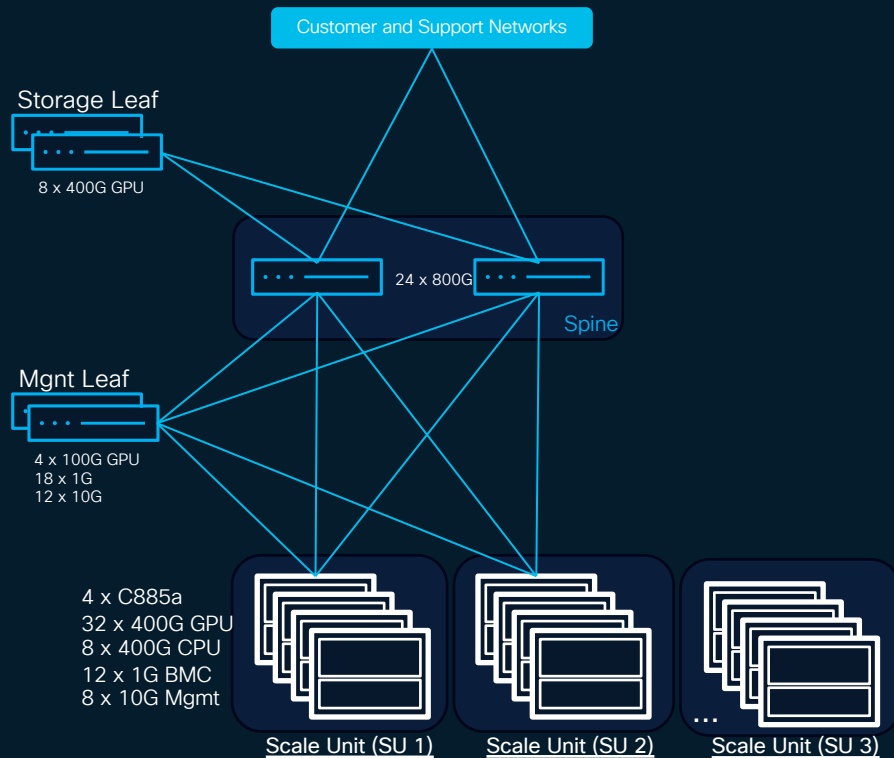 Customer and Support Networks
Storage Leaf
8 x 400G GPU
24 x 800G
Spine
Mgnt Leaf
4 x 100G GPU
18 x 1G
12 x 10G
4 x C885a
32 x 400G GPU
8 x 400G CPU
12 x 1G BMC
8 x 10G Mgmt
...
Scale Unit (SU 1)
Scale Unit (SU 2)
Scale Unit (SU 3)